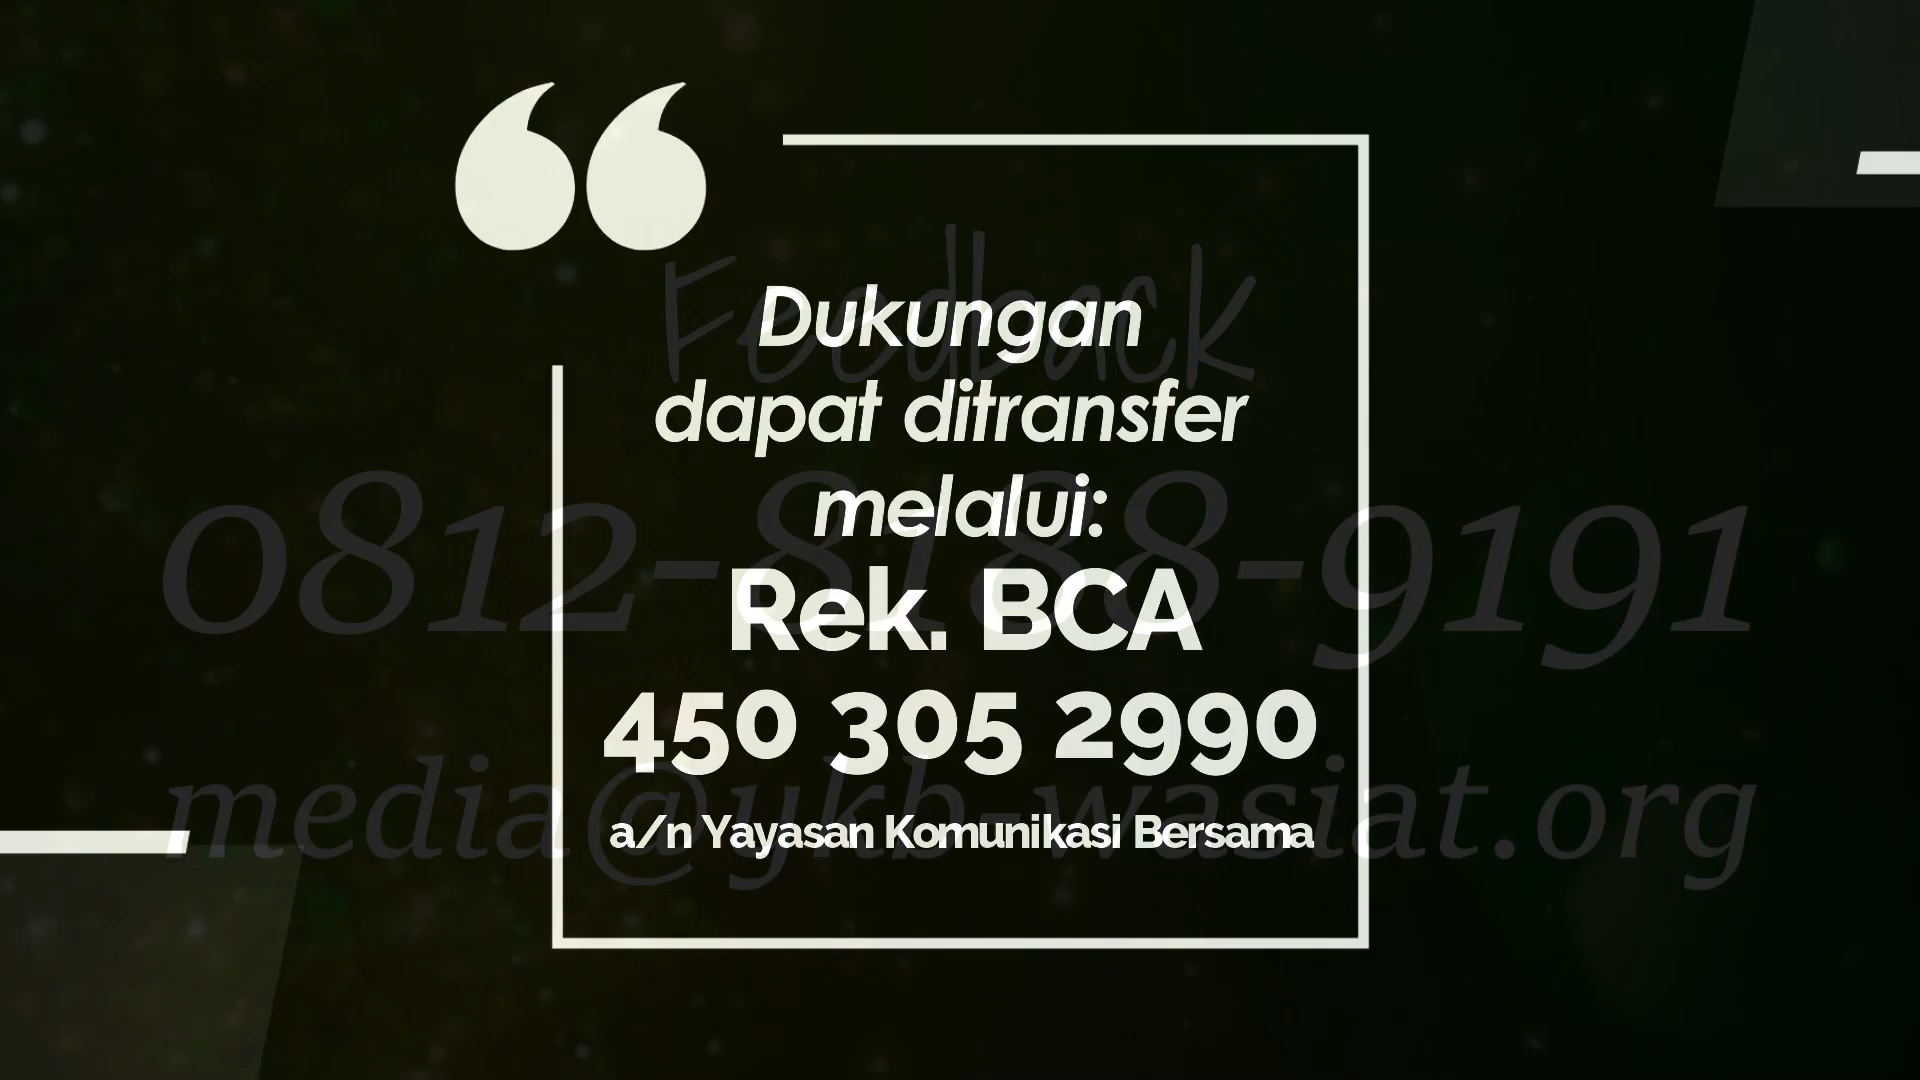 Feedback
Dukungan
dapat ditransfer
melalui:
0812-8188-9191
Rek. BCA
450 305 2990
media@ykb-wasiat.org
a/n Yayasan Komunikasi Bersama